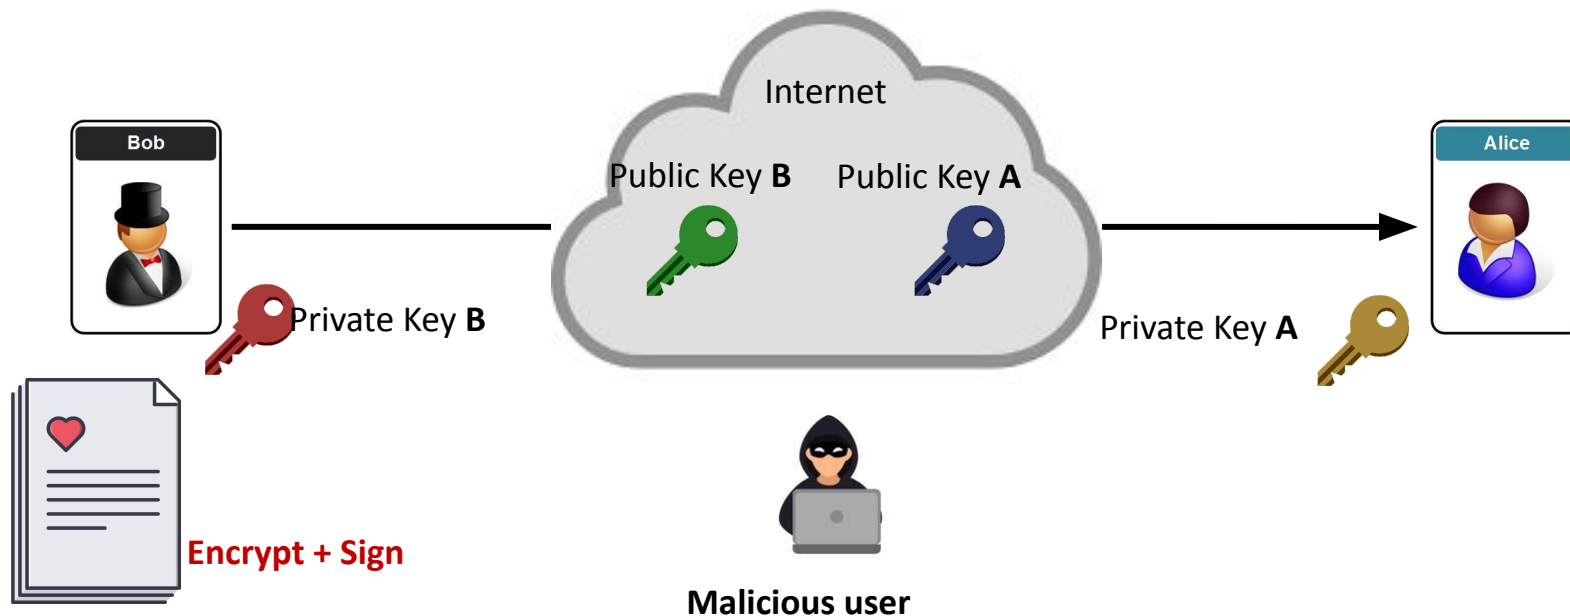 Internet
Bob
Alice
Public Key B
Public Key A
Private Key B
Private Key A
Encrypt + Sign
Malicious user